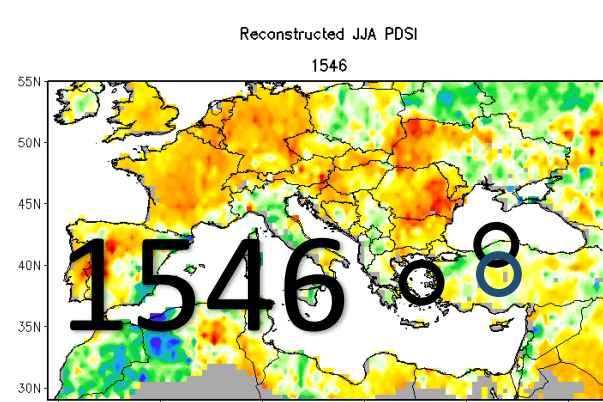 Reconstructed JJA PDSI
1546
55N
50N
45N
40N
35N
30N
1546